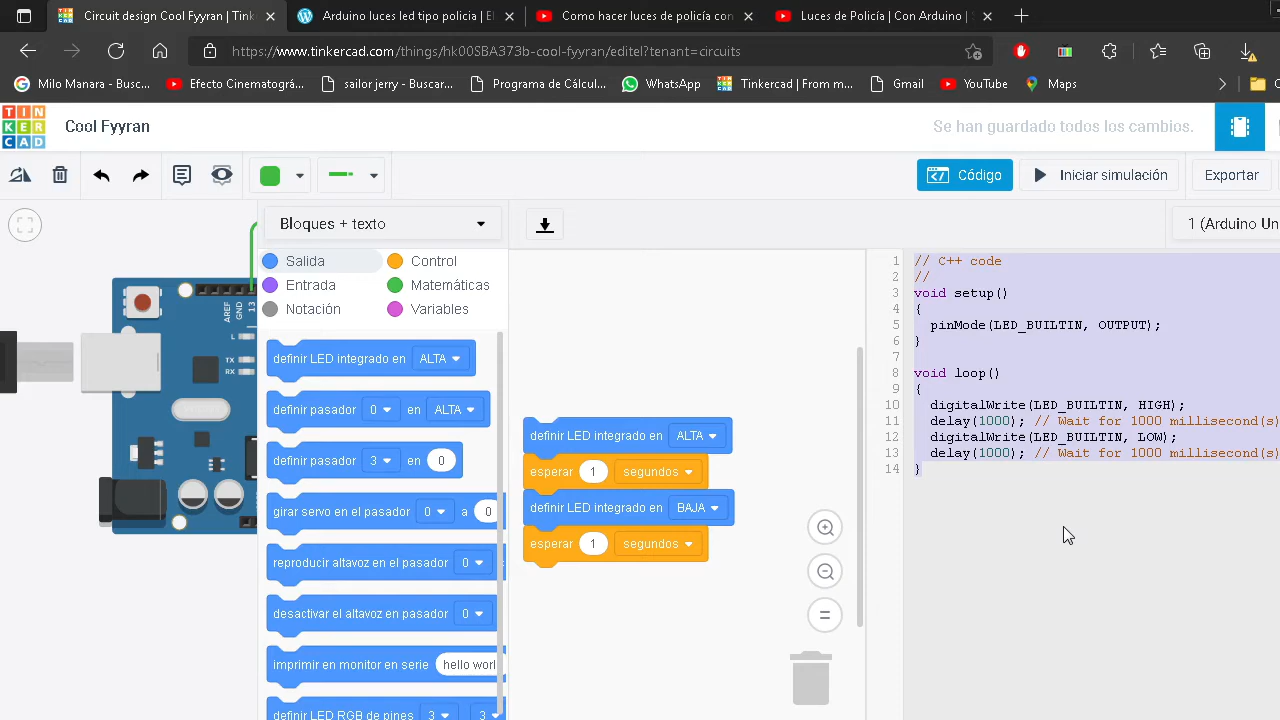 Circuit design Cool Fyyran | Tink
Arduino luces led tipo policía | El
Como hacer luces de policía con
Luces de Policía | Con Arduino | S
https://www.tinkercad.com/things/hk00SBA373b-cool-fyyran/editel?tenant=circuits
Milo Manara - Busc...
Efecto Cinematográ...
sailor jerry - Buscar...
Programa de Cálcul...
WhatsApp
Tinkercad | From m...
Gmail
YouTube
Maps
TIN
KER
CAD
Cool Fyyran
Se han guardado todos los cambios.
Código
Iniciar simulación
Exportar
Bloques + texto
1 (Arduino Un
Salida
Control
Entrada
Matemáticas
Notación
Variables
AREF
GND
13
L
TX
RX
definir LED integrado en ALTA
definir pasador 0 en ALTA
definir pasador 3 en 0
girar servo en el pasador 0 a 0
reproducir altavoz en el pasador 0
desactivar el altavoz en pasador 0
imprimir en monitor en serie hello worl
definir LED RGB de pines 3 3
definir LED integrado en ALTA
esperar 1 segundos
definir LED integrado en BAJA
esperar 1 segundos
1 // C++ code
2 //
3 void setup()
4 {
5 pinMode(LED_BUILTIN, OUTPUT);
6 }
7
8 void loop()
9 {
10 digitalWrite(LED_BUILTIN, HIGH);
11 delay(1000); // Wait for 1000 millisecond(s)
12 digitalWrite(LED_BUILTIN, LOW);
13 delay(1000); // Wait for 1000 millisecond(s)
14 }